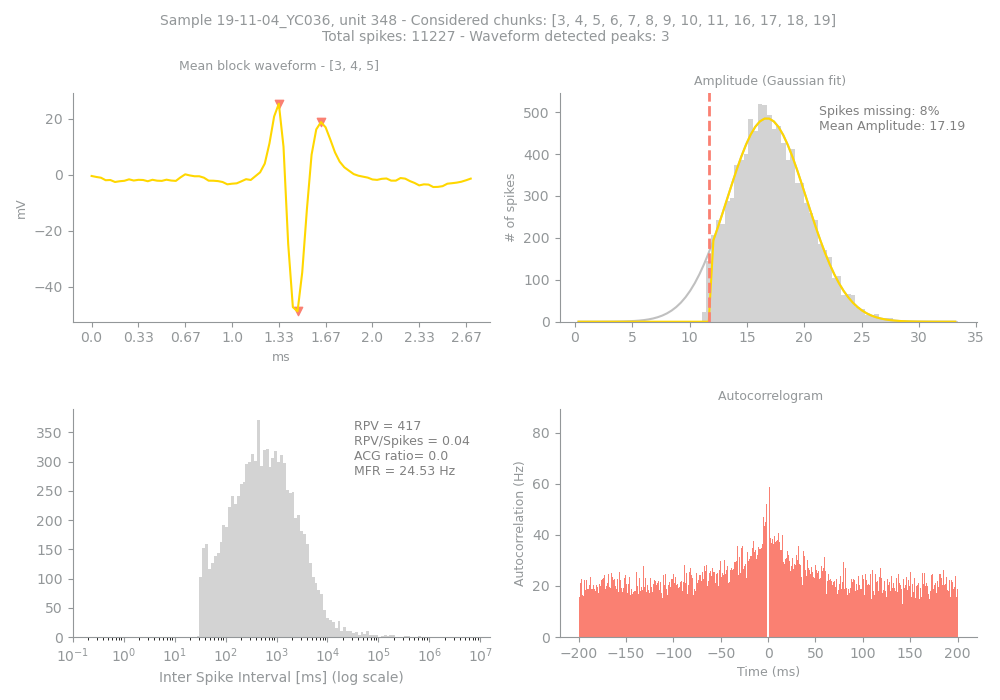 Sample 19-11-04_YC036, unit 348 - Considered chunks: [3, 4, 5, 6, 7, 8, 9, 10, 11, 16, 17, 18, 19]
Total spikes: 11227 - Waveform detected peaks: 3
Mean block waveform - [3, 4, 5]
20
0
−20
−40
mV
0.0 0.33 0.67 1.0 1.33 1.67 2.0 2.33 2.67
ms
Amplitude (Gaussian fit)
Spikes missing: 8%
Mean Amplitude: 17.19
500
400
300
200
100
0
# of spikes
0 5 10 15 20 25 30 35
RPV = 417
RPV/Spikes = 0.04
ACG ratio= 0.0
MFR = 24.53 Hz
350
300
250
200
150
100
50
0
10⁻¹ 10⁰ 10¹ 10² 10³ 10⁴ 10⁵ 10⁶ 10⁷
Inter Spike Interval [ms] (log scale)
Autocorrelogram
80
60
40
20
0
Autocorrelation (Hz)
−200 −150 −100 −50 0 50 100 150 200
Time (ms)